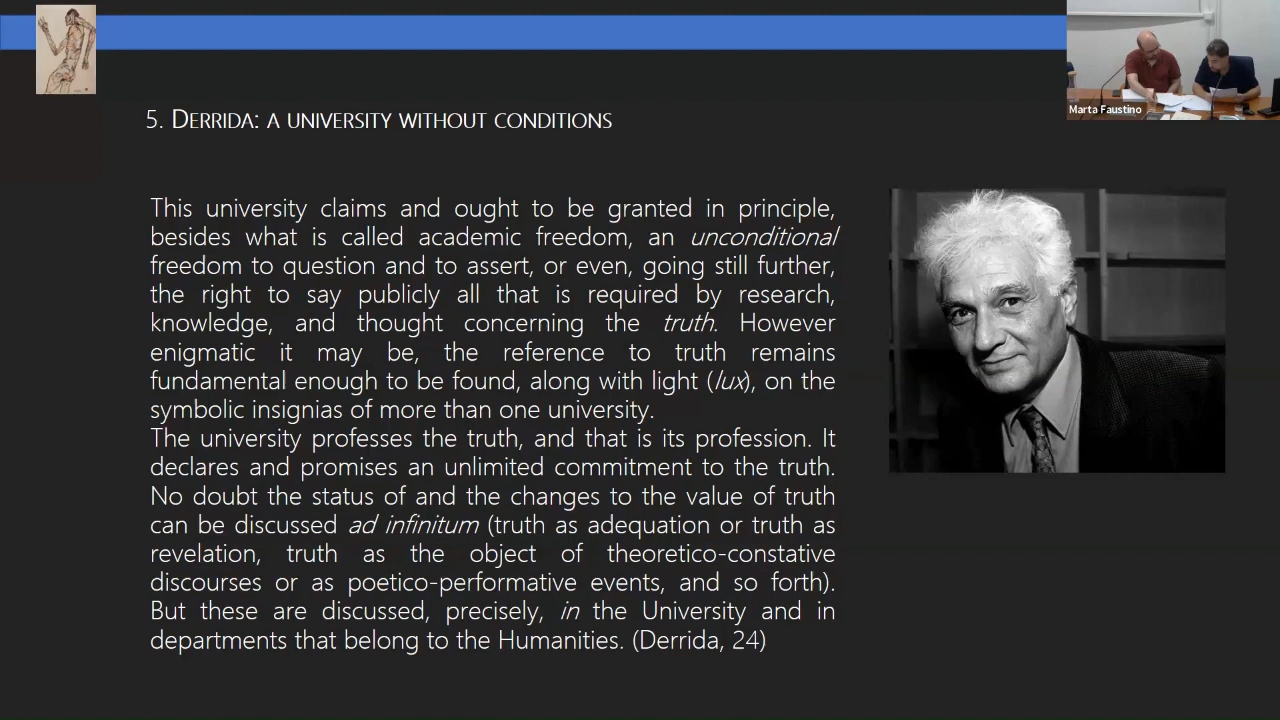 Marta Faustino
5. DERRIDA: A UNIVERSITY WITHOUT CONDITIONS
This university claims and ought to be granted in principle,
besides what is called academic freedom, an unconditional
freedom to question and to assert, or even, going still further,
the right to say publicly all that is required by research,
knowledge, and thought concerning the truth. However
enigmatic it may be, the reference to truth remains
fundamental enough to be found, along with light (lux), on the
symbolic insignias of more than one university.
The university professes the truth, and that is its profession. It
declares and promises an unlimited commitment to the truth.
No doubt the status of and the changes to the value of truth
can be discussed ad infinitum (truth as adequation or truth as
revelation, truth as the object of theoretico-constative
discourses or as poetico-performative events, and so forth).
But these are discussed, precisely, in the University and in
departments that belong to the Humanities. (Derrida, 24)